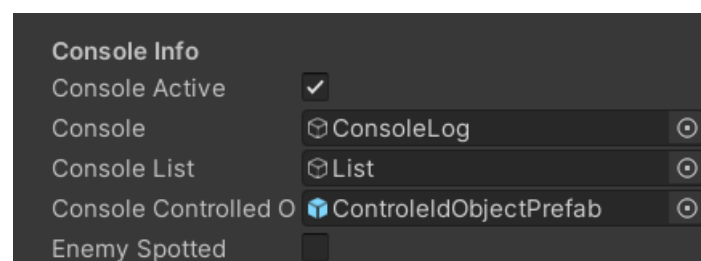 Console Info
Console Active
Console ConsoleLog
Console List List
Console Controlled O ControleldObjectPrefab
Enemy Spotted